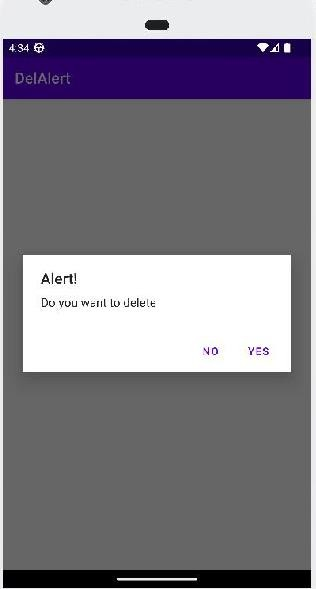 4:34
DelAlert
Alert!
Do you want to delete
NO YES